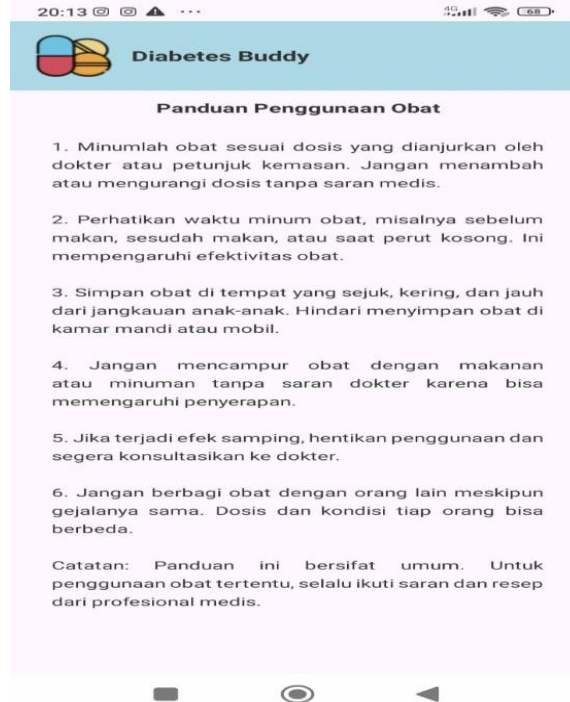 20:13
4G
68
Diabetes Buddy
Panduan Penggunaan Obat
1. Minumlah obat sesuai dosis yang dianjurkan oleh
dokter atau petunjuk kemasan. Jangan menambah
atau mengurangi dosis tanpa saran medis.
2. Perhatikan waktu minum obat, misalnya sebelum
makan, sesudah makan, atau saat perut kosong. Ini
mempengaruhi efektivitas obat.
3. Simpan obat di tempat yang sejuk, kering, dan jauh
dari jangkauan anak-anak. Hindari menyimpan obat di
kamar mandi atau mobil.
4. Jangan mencampur obat dengan makanan
atau minuman tanpa saran dokter karena bisa
memengaruhi penyerapan.
5. Jika terjadi efek samping, hentikan penggunaan dan
segera konsultasikan ke dokter.
6. Jangan berbagi obat dengan orang lain meskipun
gejalanya sama. Dosis dan kondisi tiap orang bisa
berbeda.
Catatan: Panduan ini bersifat umum. Untuk
penggunaan obat tertentu, selalu ikuti saran dan resep
dari profesional medis.